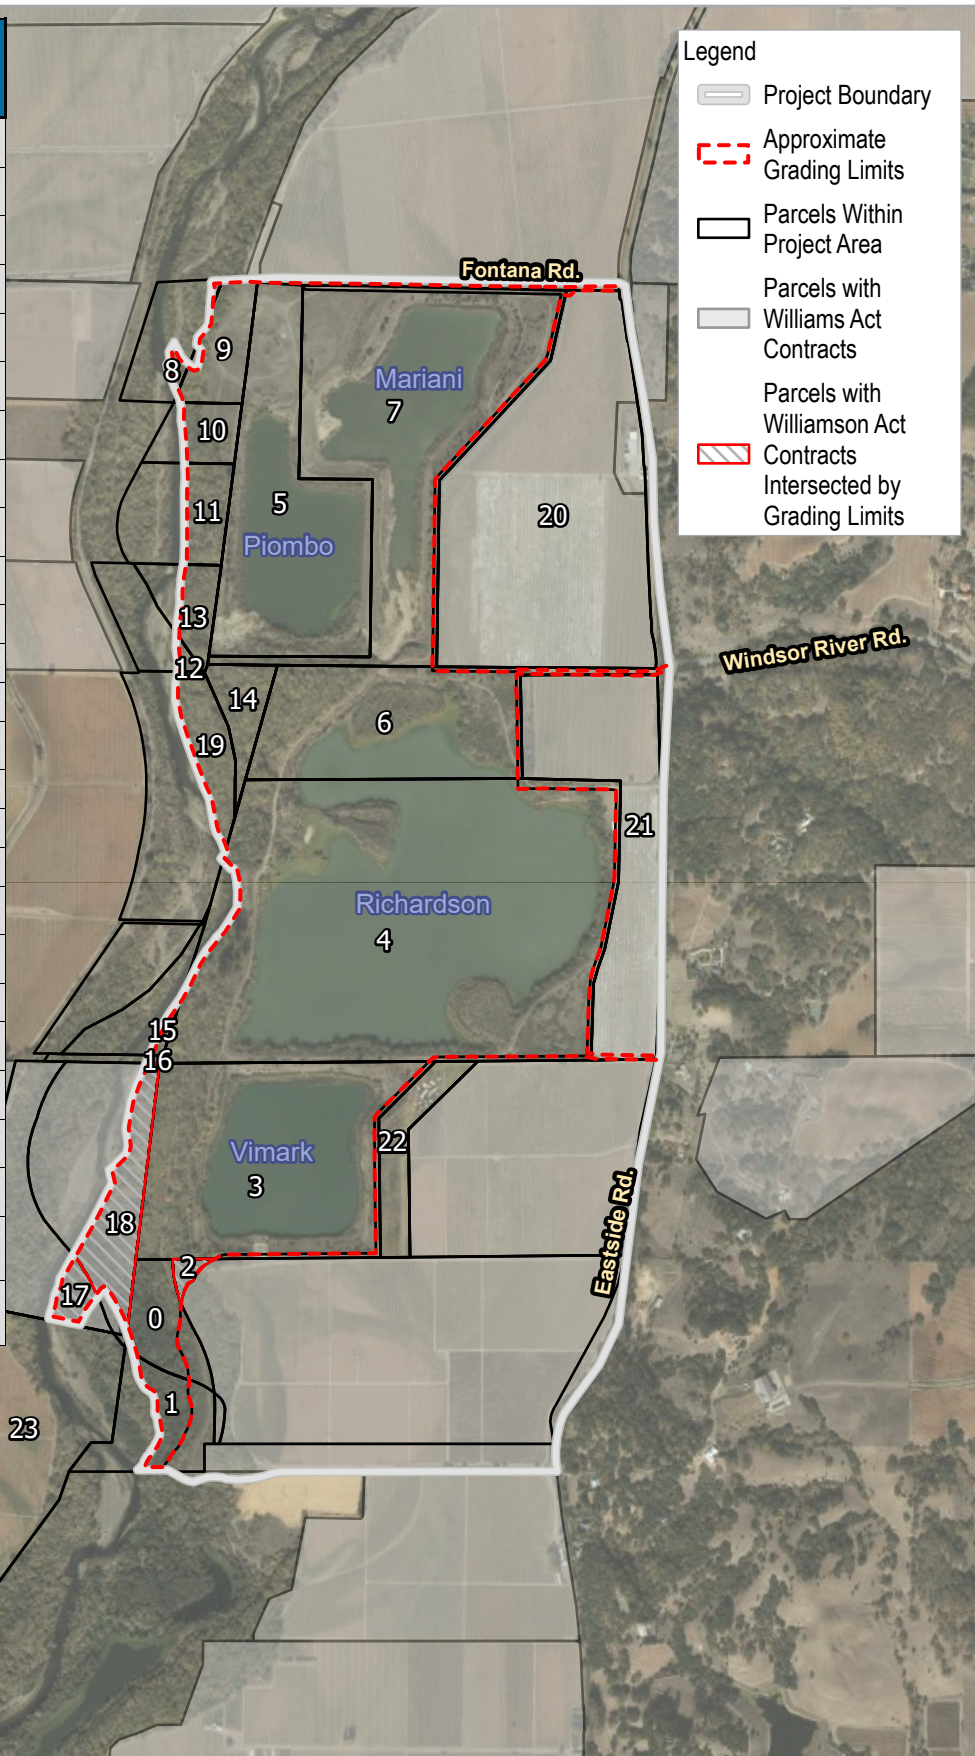 Legend
Project Boundary
Approximate
Grading Limits
Parcels Within
Project Area
Parcels with
Williams Act
Contracts
Parcels with
Williamson Act
Contracts
Intersected by
Grading Limits
Fontana Rd.
9
8
Mariani
7
10
11
5
20
Piombo
13
Windsor River Rd.
12
14
6
19
21
Richardson
4
15
16
22
Vimark
3
18
Eastside Rd.
2
17
0
1
23